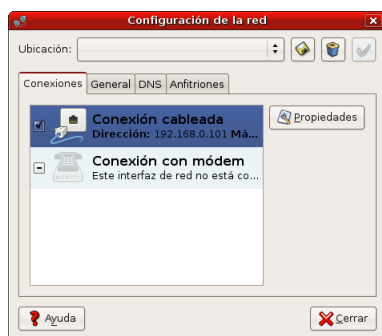 Configuración de la red
Ubicación:
Conexiones General DNS Anfitriones
Conexión cableada
Dirección: 192.168.0.101 Má...
Propiedades
Conexión con módem
Este interfaz de red no está co...
Ayuda
Cerrar